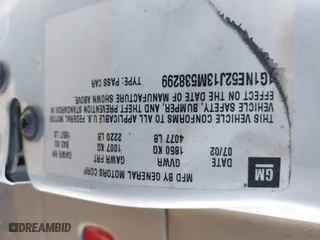 GM MFD BY GENERAL MOTORS CORP
07/02 GVWR GAWR FRT GAWR RR
1850 KG 1007 KG 843 KG
4077 LB 2220 LB 1857 LB
THIS VEHICLE CONFORMS TO ALL APPLICABLE U.S. FEDERAL MOTOR
VEHICLE SAFETY, BUMPER, AND THEFT PREVENTION STANDARDS IN
EFFECT ON THE DATE OF MANUFACTURE SHOWN ABOVE.
1G1NE52J13M538299 TYPE: PASS CAR